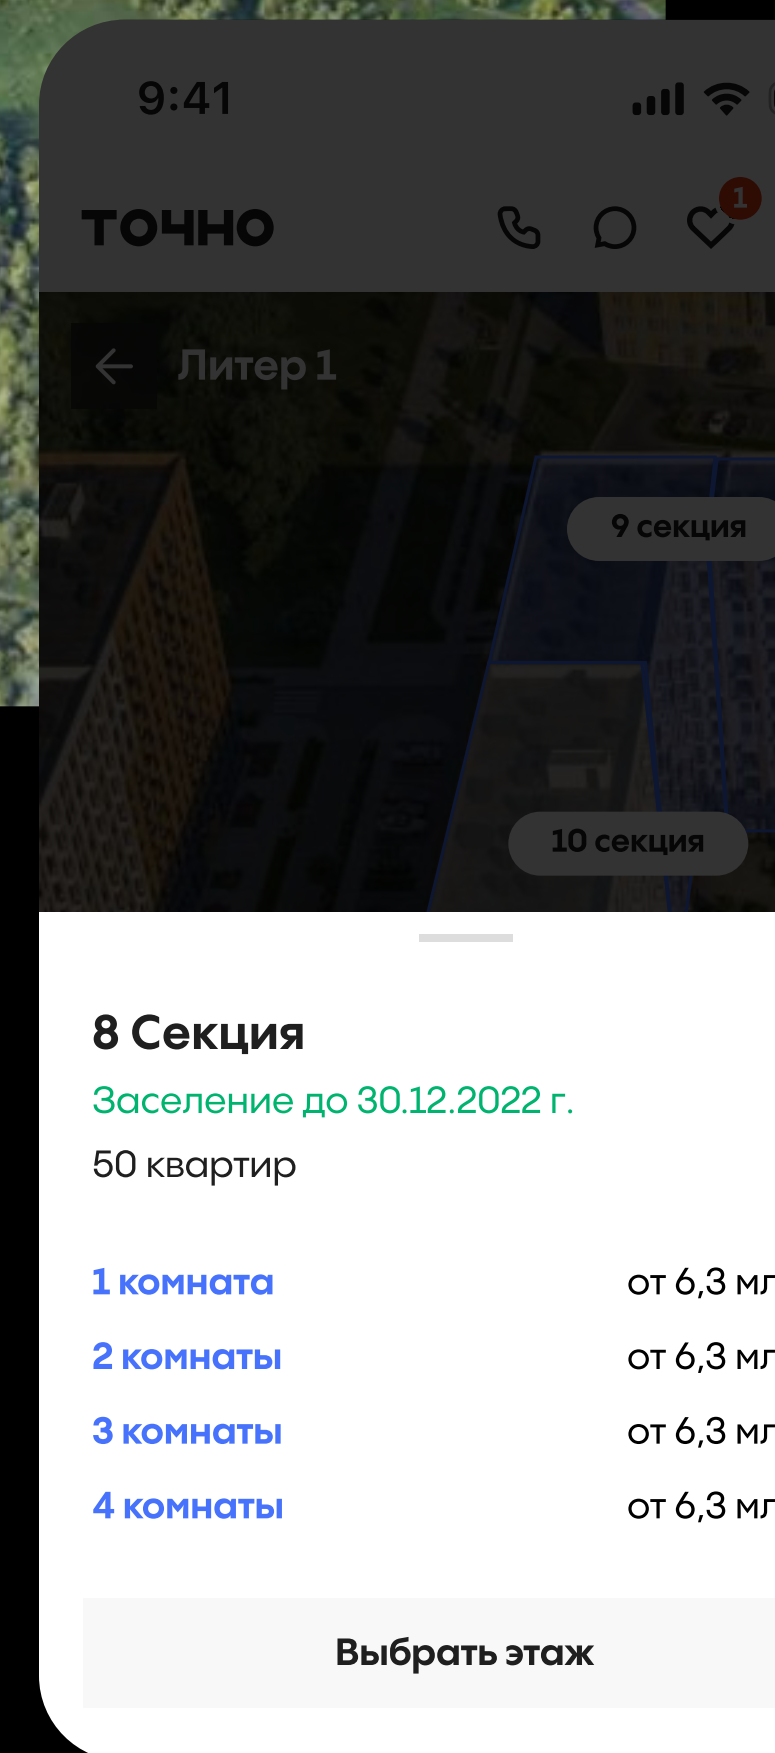 9:41
точно
1
Литер 1
9 секция
10 секция
8 Секция
Заселение до 30.12.2022 г.
50 квартир
1 комната от 6,3
2 комнаты от 6,3
3 комнаты от 6,3
4 комнаты от 6,3
Выбрать этаж